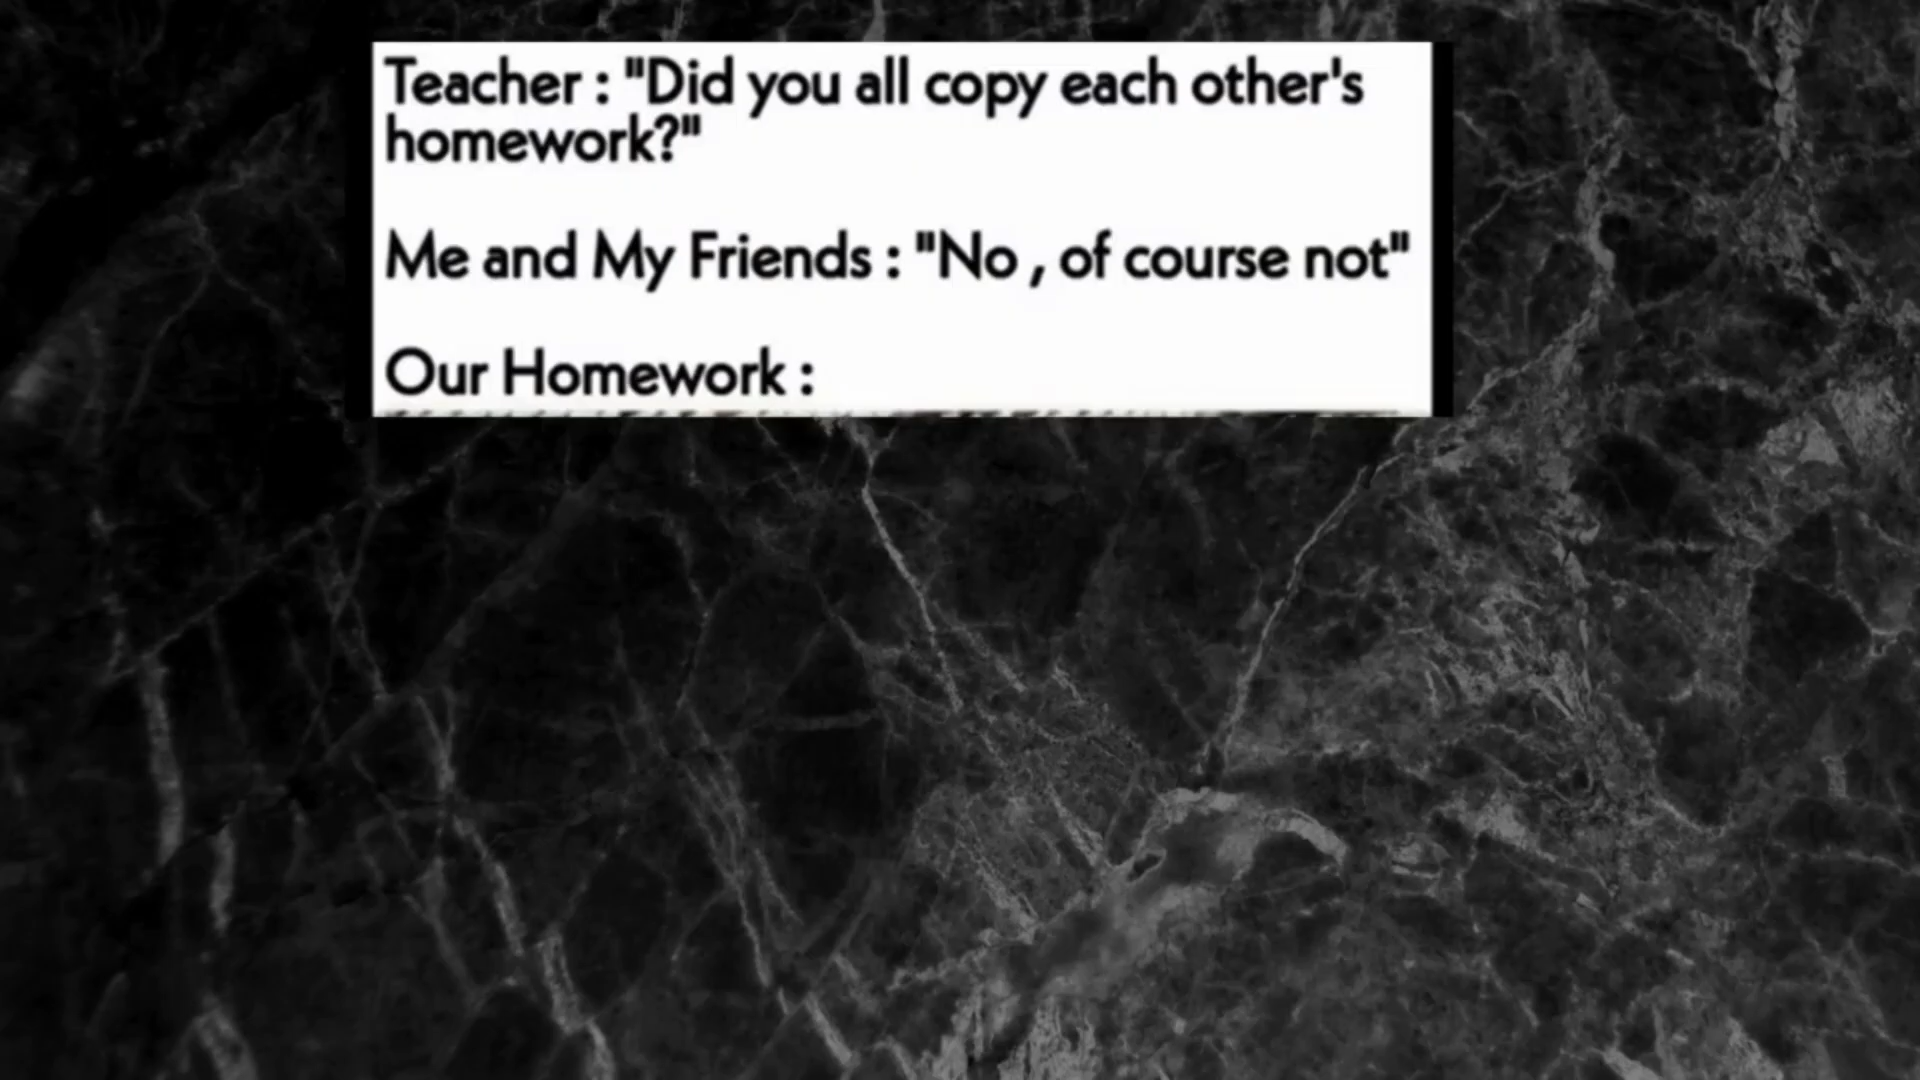 Teacher : "Did you all copy each other's
homework?"
Me and My Friends : "No , of course not"
Our Homework :